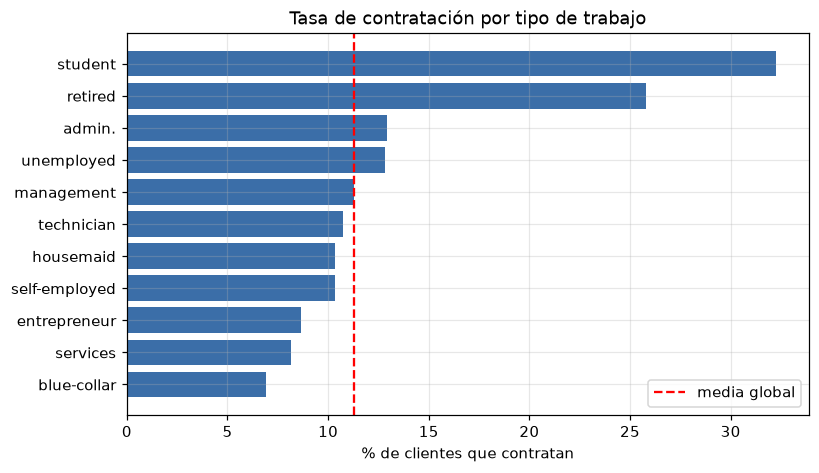 Tasa de contratación por tipo de trabajo
student
retired
admin.
unemployed
management
technician
housemaid
self-employed
entrepreneur
services
blue-collar
media global
0 5 10 15 20 25 30
% de clientes que contratan